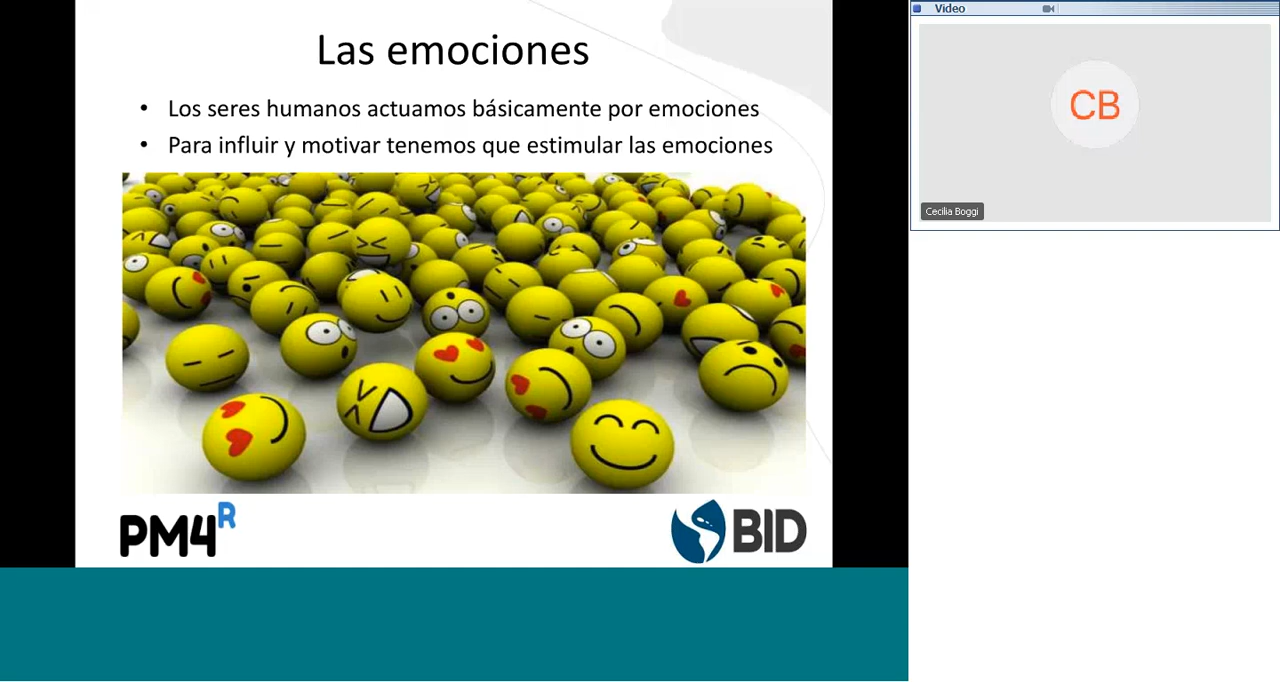 Las emociones
• Los seres humanos actuamos básicamente por emociones
• Para influir y motivar tenemos que estimular las emociones
PM4R
BID
Video
CB
Cecilia Boggi